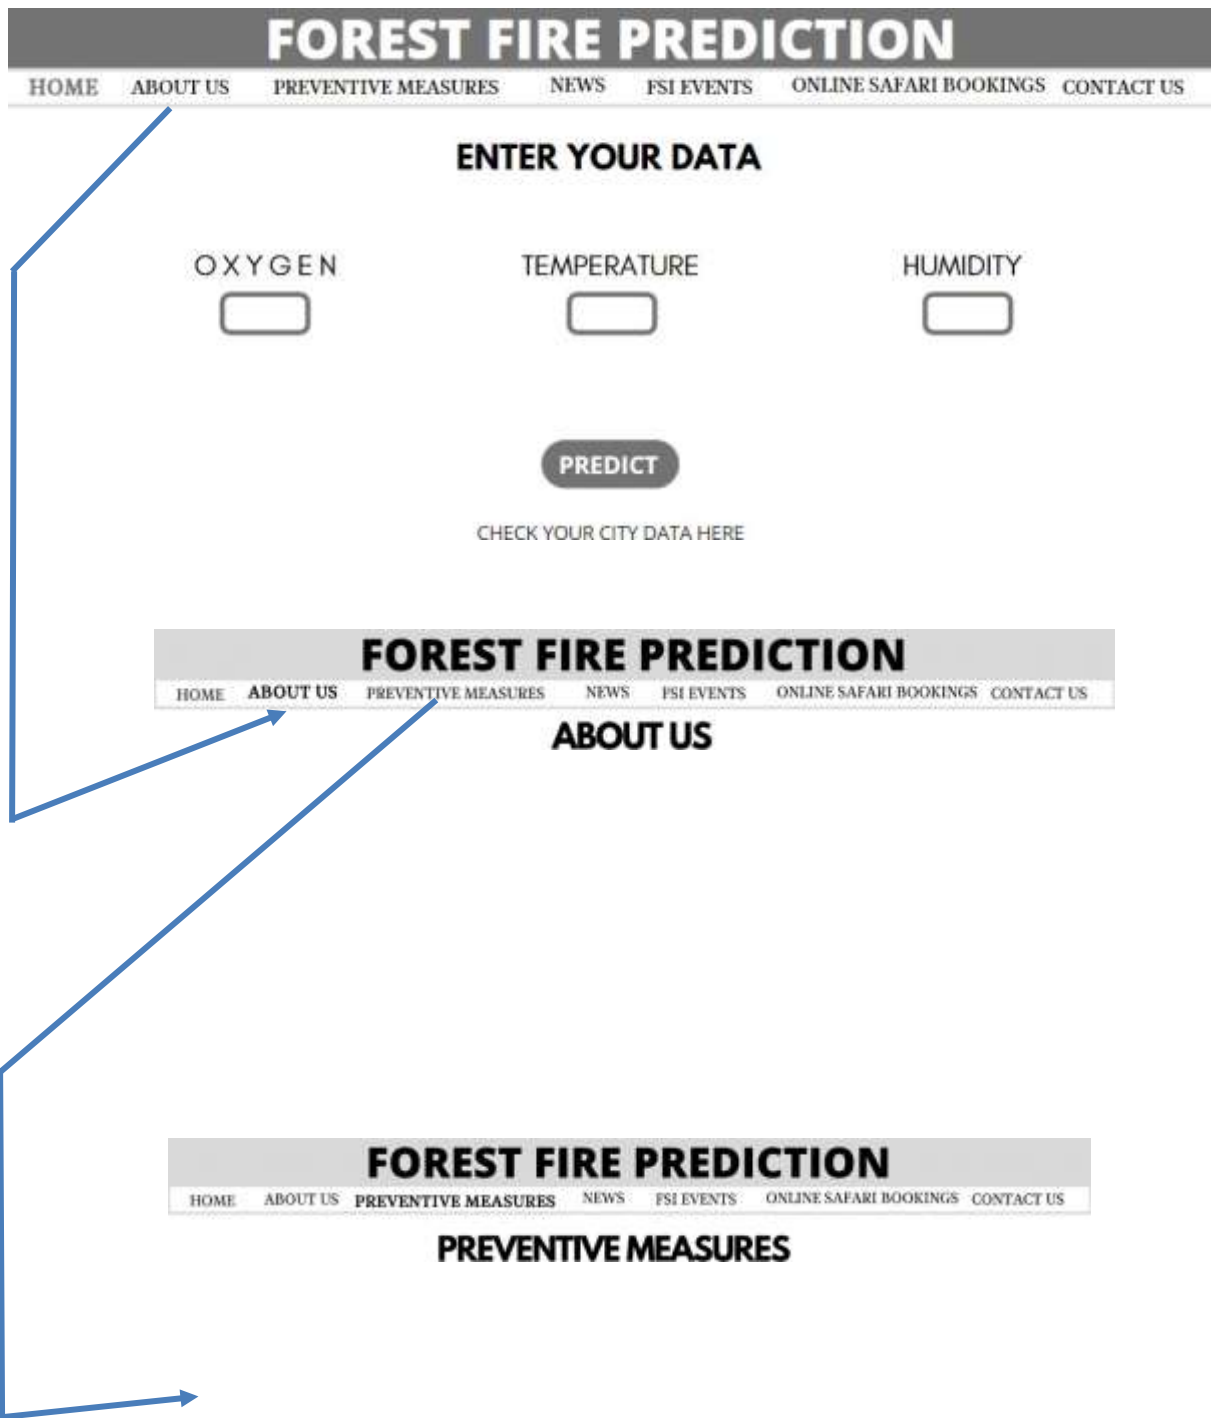 FOREST FIRE PREDICTION
HOME ABOUT US PREVENTIVE MEASURES NEWS FSI EVENTS ONLINE SAFARI BOOKINGS CONTACT US
ENTER YOUR DATA
OXYGEN TEMPERATURE HUMIDITY
PREDICT
CHECK YOUR CITY DATA HERE
FOREST FIRE PREDICTION
HOME ABOUT US PREVENTIVE MEASURES NEWS FSI EVENTS ONLINE SAFARI BOOKINGS CONTACT US
ABOUT US
FOREST FIRE PREDICTION
HOME ABOUT US PREVENTIVE MEASURES NEWS FSI EVENTS ONLINE SAFARI BOOKINGS CONTACT US
PREVENTIVE MEASURES